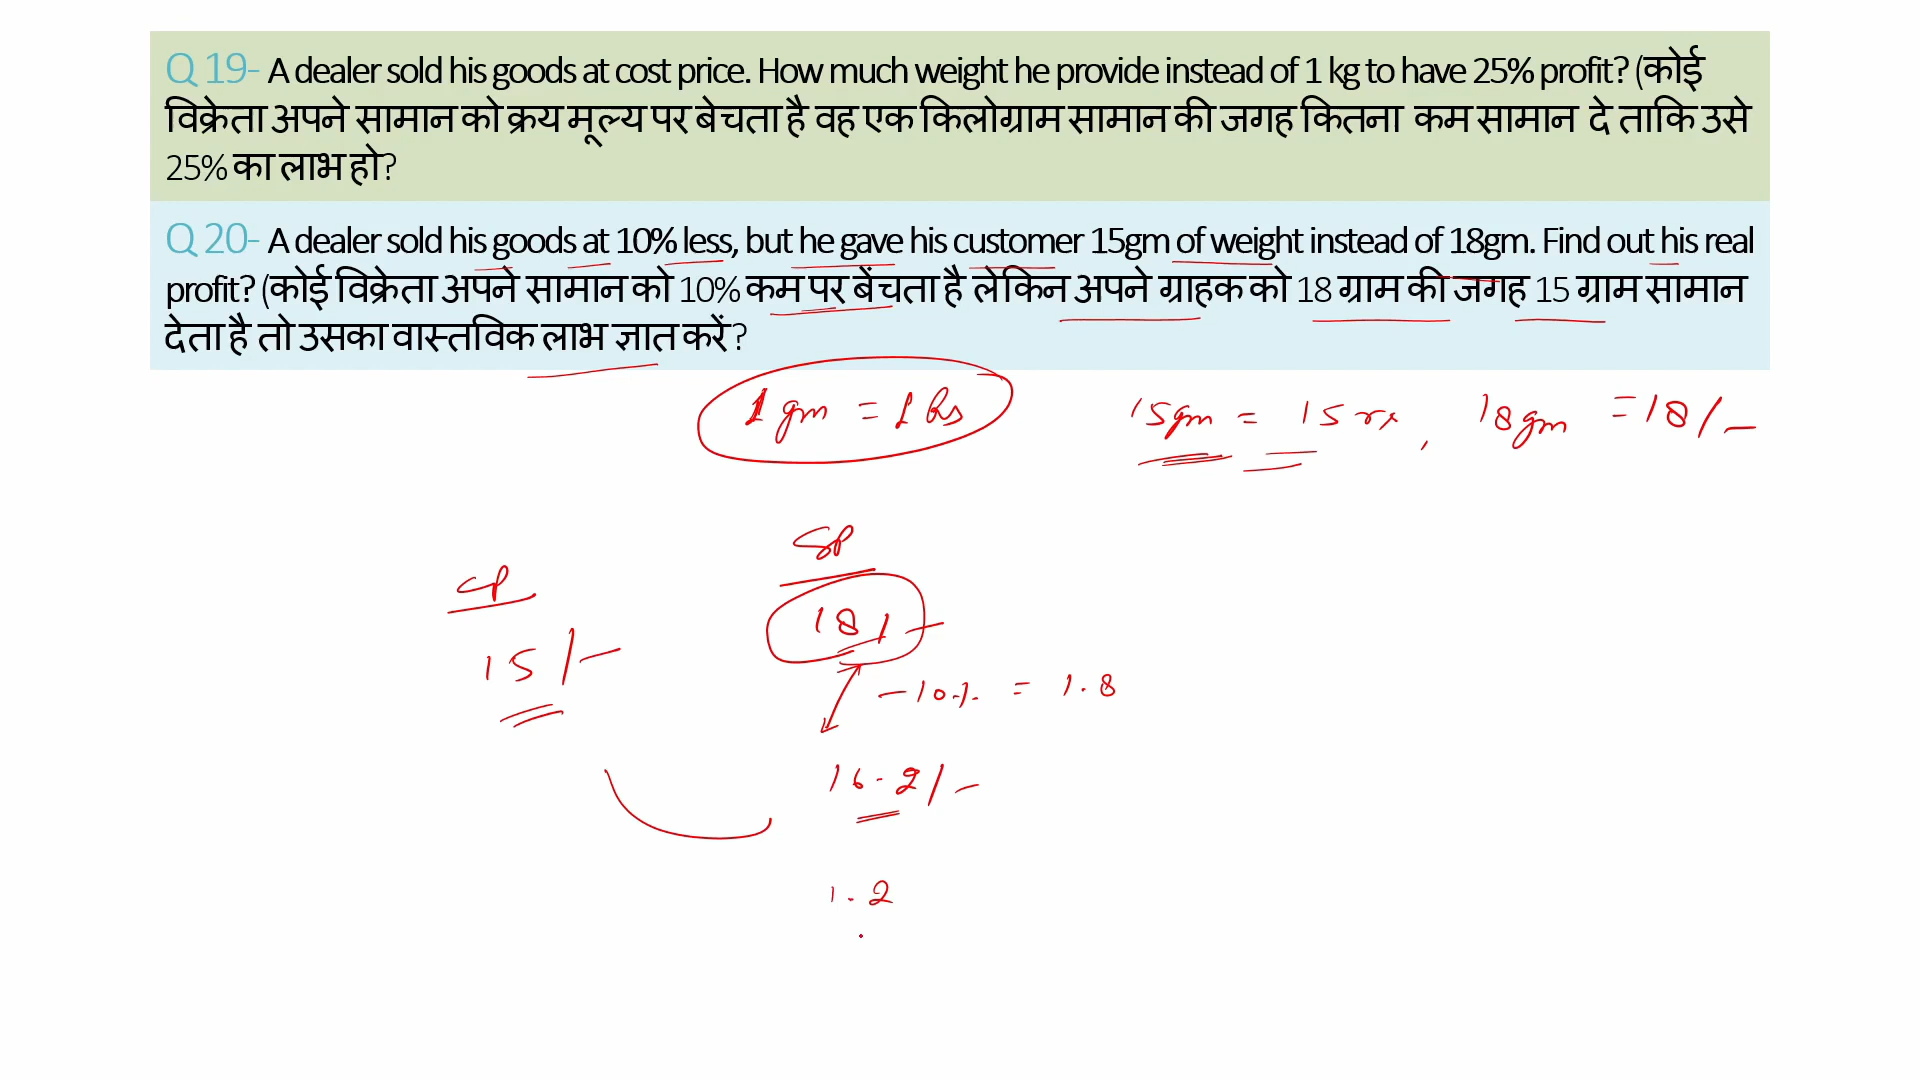 Q 19- A dealer sold his goods at cost price. How much weight he provide instead of 1 kg to have 25% profit? (कोई
विक्रेता अपने सामान को क्रय मूल्य पर बेचता है वह एक किलोग्राम सामान की जगह कितना कम सामान दे ताकि उसे
25% का लाभ हो?
Q 20- A dealer sold his goods at 10% less, but he gave his customer 15gm of weight instead of 18gm. Find out his real
profit? (कोई विक्रेता अपने सामान को 10% कम पर बेंचता है लेकिन अपने ग्राहक को 18 ग्राम की जगह 15 ग्राम सामान
देता है तो उसका वास्तविक लाभ ज्ञात करें?
1 gm = 1 Rs 15gm = 15 , 18gm = 18/-
SP
CP
18/-
15/-
-10% = 1.8
16.2/-
1.2